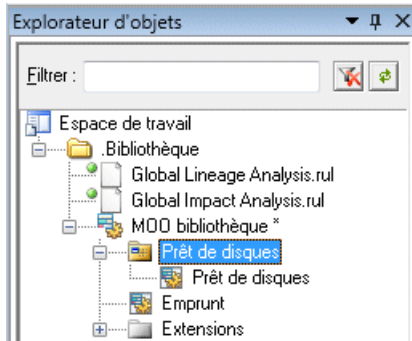 Explorateur d'objets
Filtrer :
Espace de travail
.Bibliothèque
Global Lineage Analysis.rul
Global Impact Analysis.rul
MOO bibliothèque *
Prêt de disques
Prêt de disques
Emprunt
Extensions